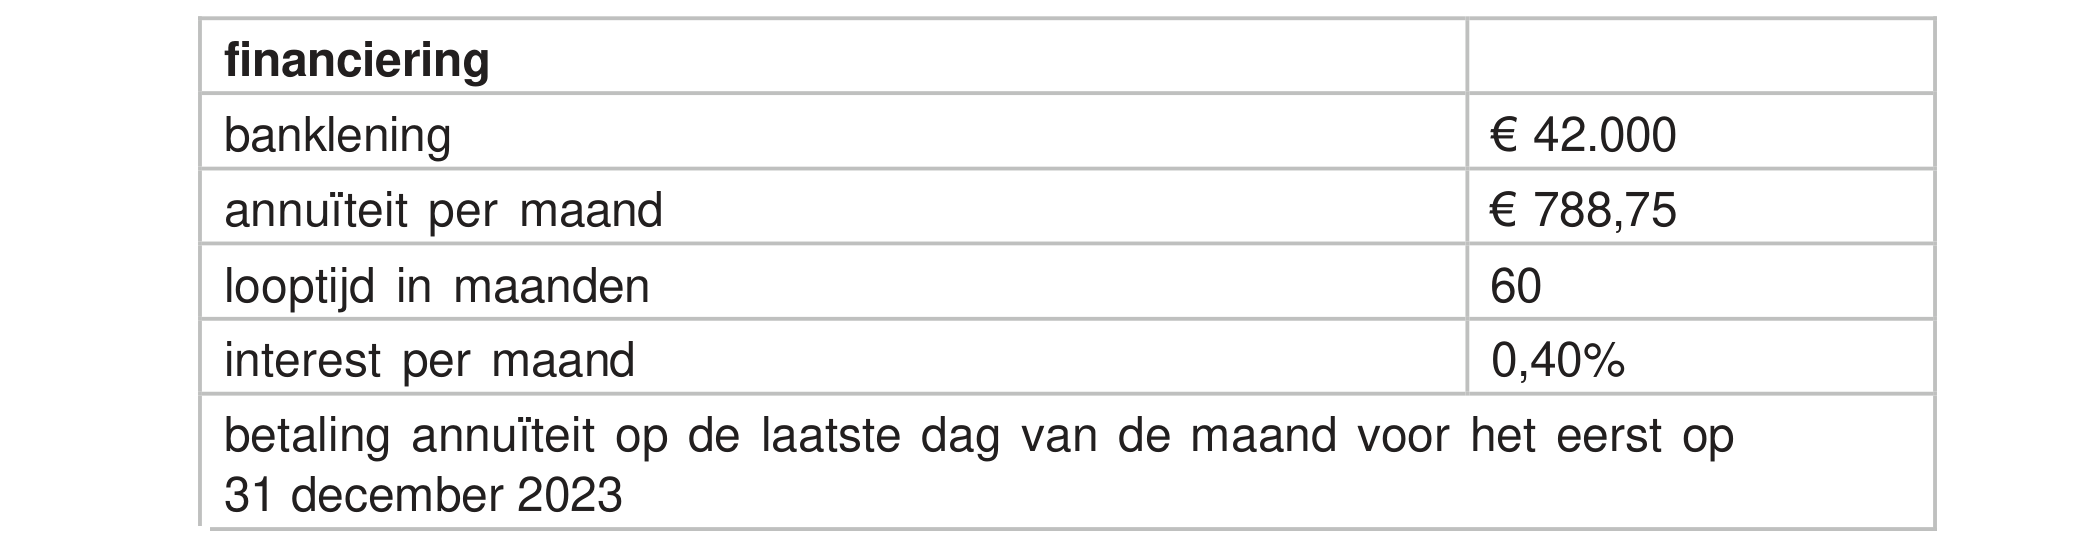 financiering
banklening € 42.000
annuïteit per maand € 788,75
looptijd in maanden 60
interest per maand 0,40%
betaling annuïteit op de laatste dag van de maand voor het eerst op
31 december 2023